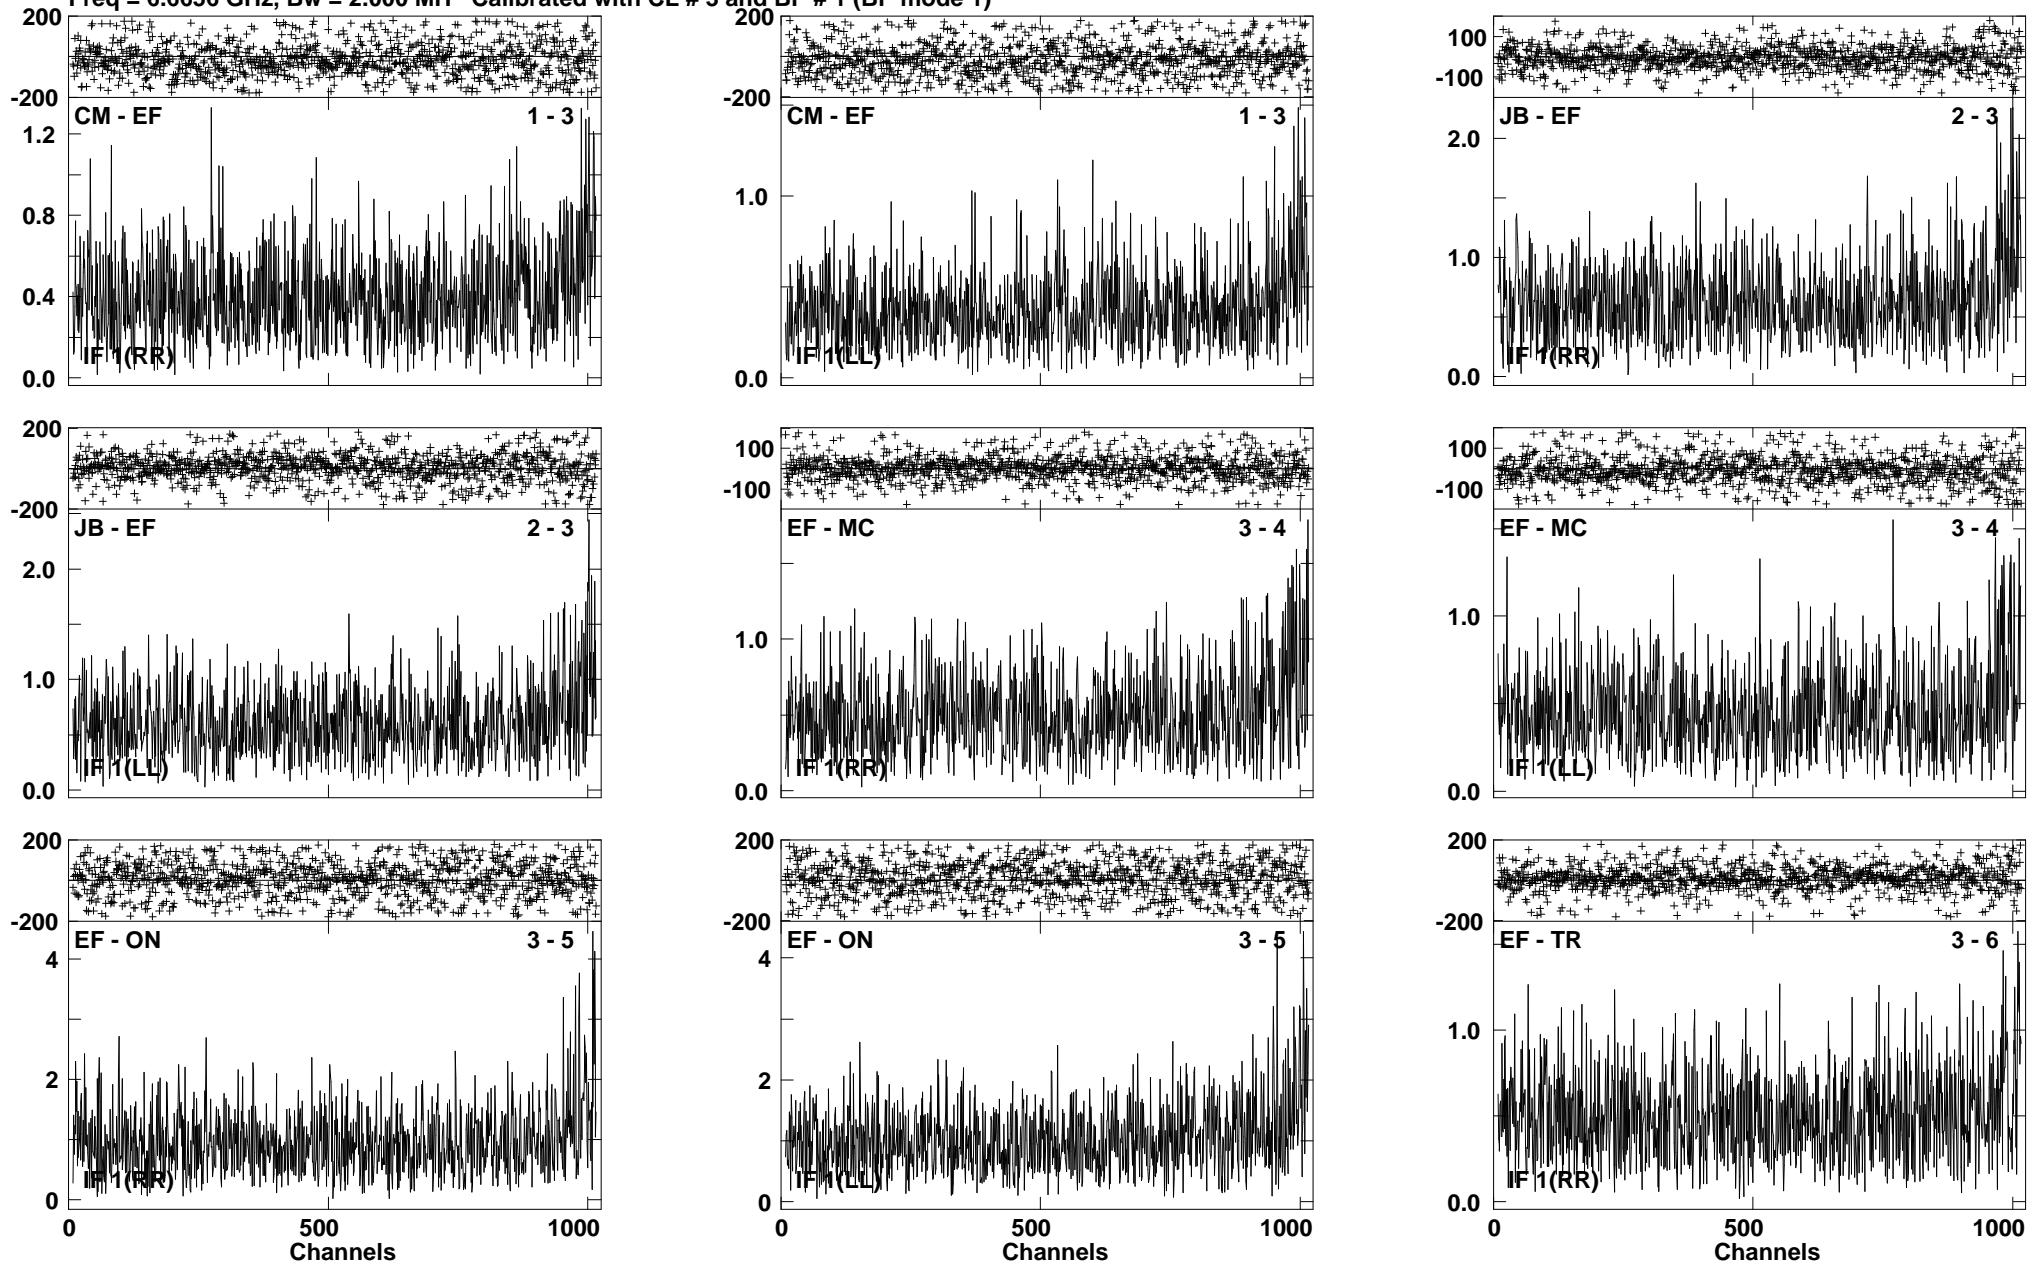 Freq = 6.6656 GHz, Bw = 2.000 MH Calibrated with CL # 3 and BP # 1 (BP mode 1)
200
-200
CM - EF 1 - 3
1.2
0.8
0.4
0.0
IF 1(RR)
200
-200
CM - EF 1 - 3
1.0
0.0
IF 1(LL)
100
-100
JB - EF 2 - 3
2.0
1.0
0.0
IF 1(RR)
200
-200
JB - EF 2 - 3
2.0
1.0
0.0
IF 1(LL)
100
-100
EF - MC 3 - 4
1.0
0.0
IF 1(RR)
100
-100
EF - MC 3 - 4
1.0
0.0
IF 1(LL)
200
-200
EF - ON 3 - 5
4
2
0
IF 1(RR)
0 500 1000
Channels
200
-200
EF - ON 3 - 5
4
2
0
IF 1(LL)
0 500 1000
Channels
200
-200
EF - TR 3 - 6
1.0
0.0
IF 1(RR)
0 500 1000
Channels